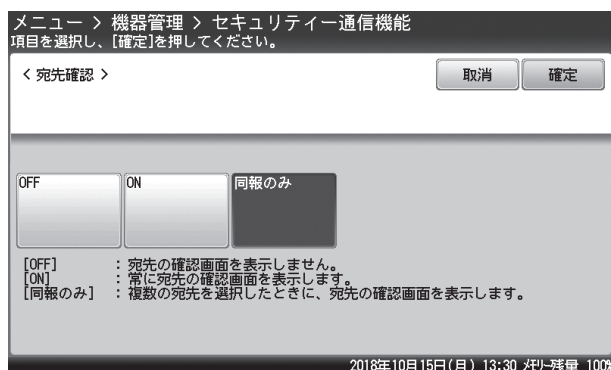 メニュー > 機器管理 > セキュリティー通信機能
項目を選択し、[確定]を押してください。
< 宛先確認 >
取消 確定
OFF ON 同報のみ
[OFF] : 宛先の確認画面を表示しません。
[ON] : 常に宛先の確認画面を表示します。
[同報のみ] : 複数の宛先を選択したときに、宛先の確認画面を表示します。
2018年10月15日(月) 13:30 メモリー残量 100%